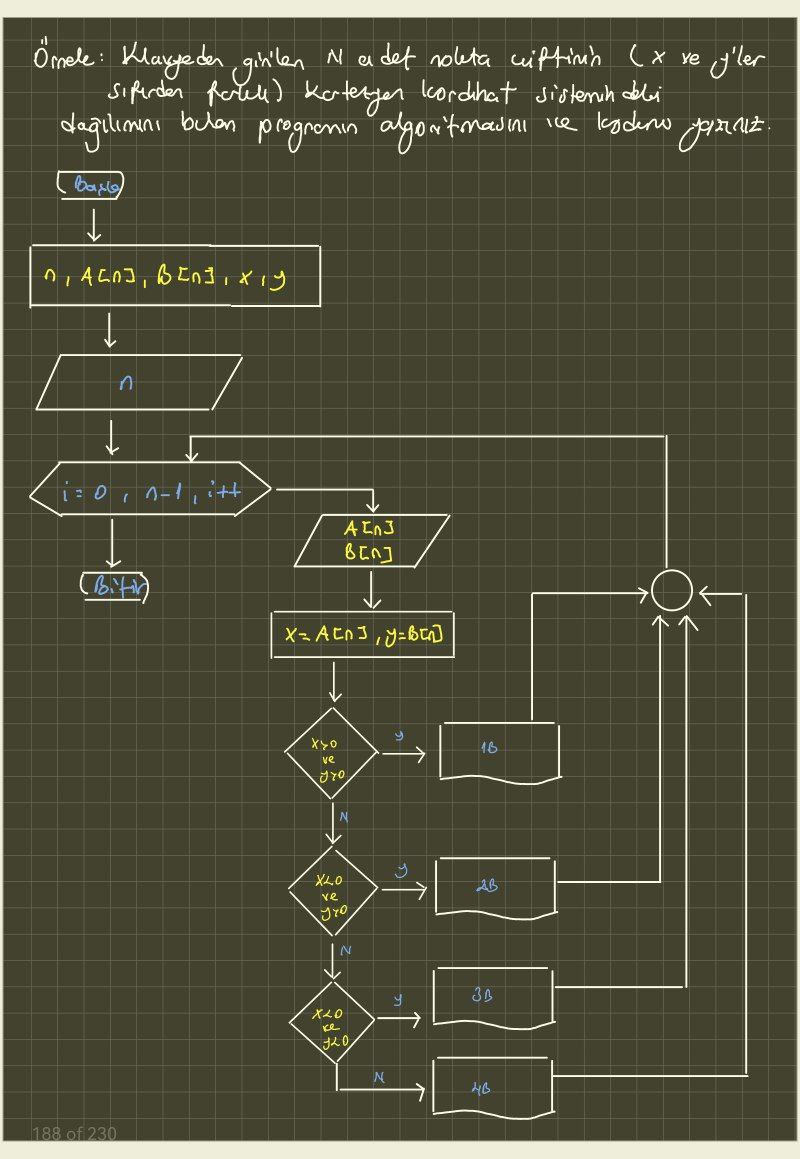 Örnek: Klavyeden girilen N adet nokta çiftinin ( x ve y'ler
sıfırdan farklı) kartezyen koordinat sistemindeki
dağılımını bulan programın algoritmasını ve kodunu yazınız.
Başla
n, A[n], B[n], x, y
n
i = 0, n-1, i++
A[n]
B[n]
Bitir
x=A[n], y=B[n]
x>0
ve
y>0
y
1B
N
x<0
ve
y>0
y
2B
N
x<0
ve
y<0
y
3B
N
4B
188 of 230